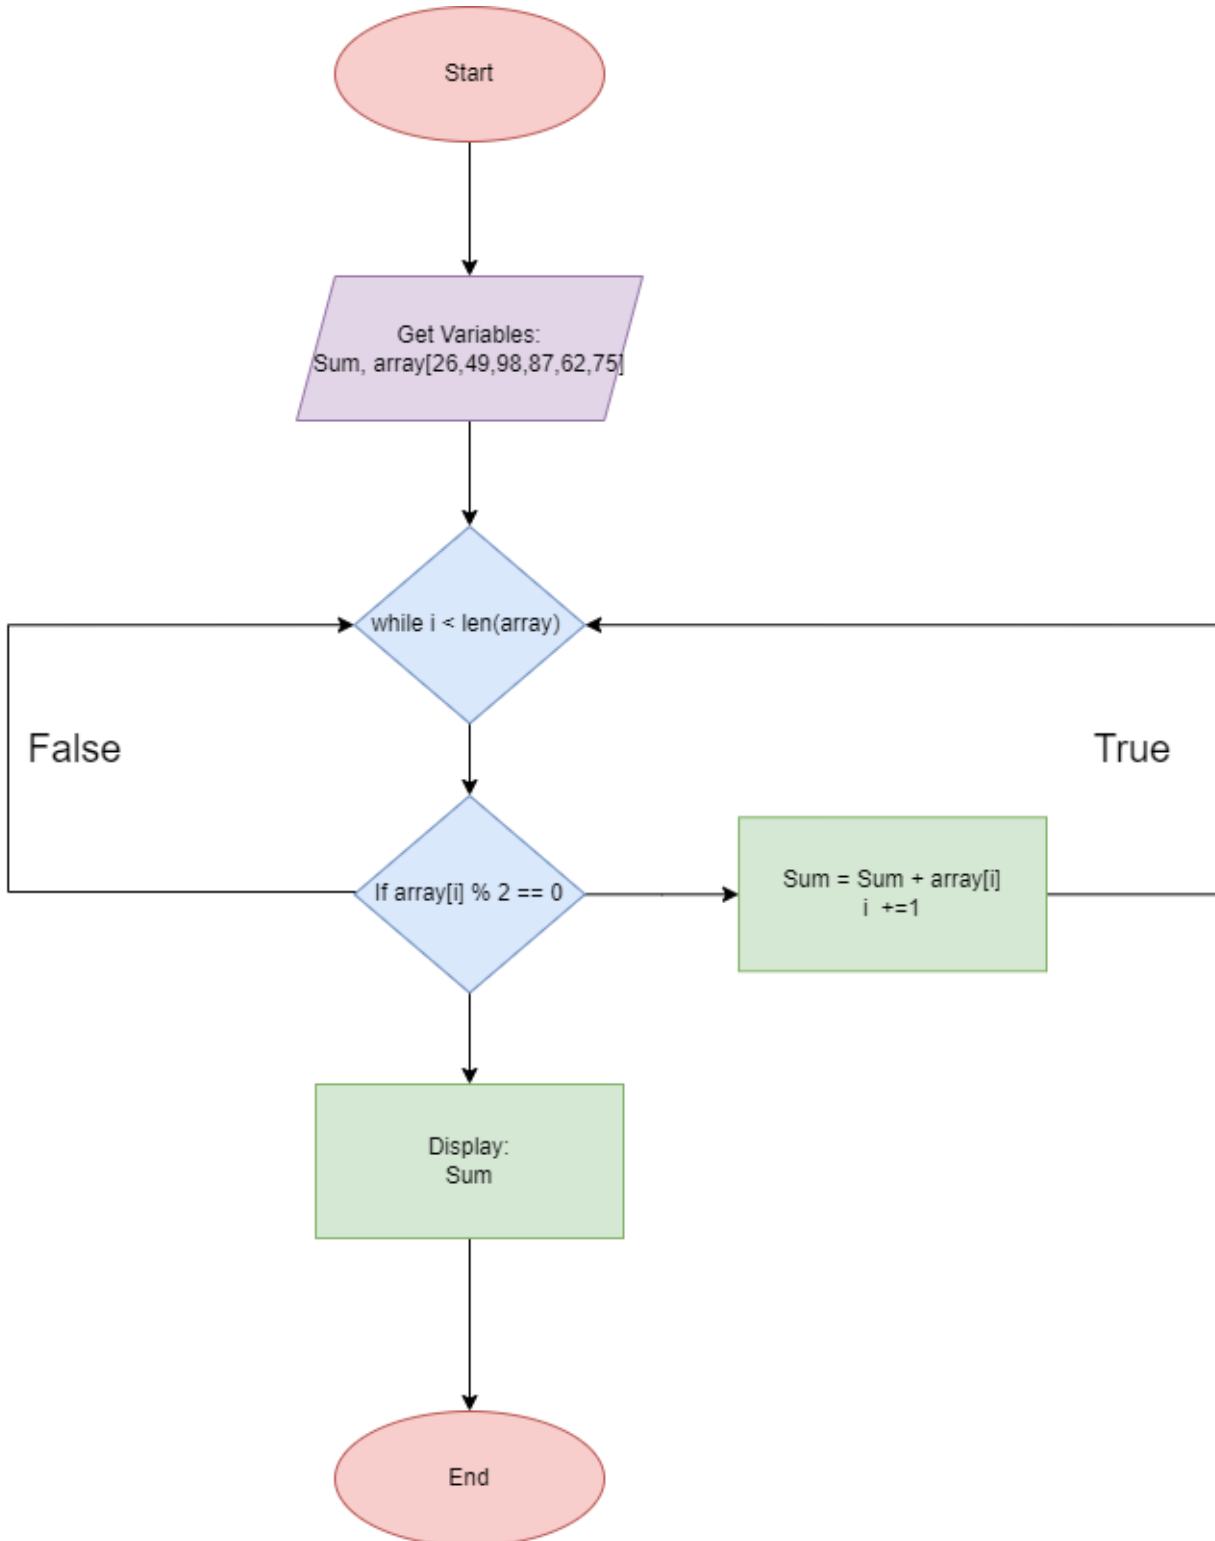 Start
Get Variables:
Sum, array[26,49,98,87,62,75]
while i < len(array)
False
True
If array[i] % 2 == 0
Sum = Sum + array[i]
i  +=1
Display:
Sum
End